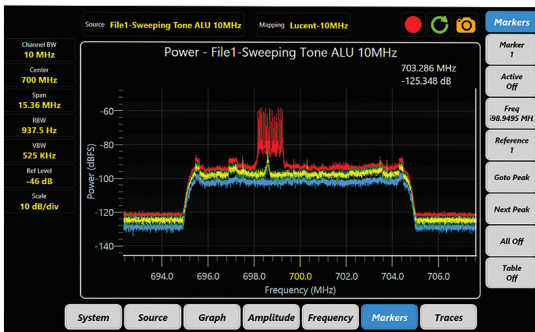 Source File1-Sweeping Tone ALU 10MHz Mapping Lucent-10MHz
Markers
Channel BW
10 MHz
Center
700 MHz
Span
15.36 MHz
RBW
937.5 Hz
VBW
525 KHz
Ref Level
-46 dB
Scale
10 dB/div
Power - File1-Sweeping Tone ALU 10MHz
703.286 MHz
-125.348 dB
Power (dBFS)
-60
-80
-100
-120
-140
694.0 696.0 698.0 700.0 702.0 704.0 706.0
Frequency (MHz)
Marker
1
Active
Off
Freq
98.9495 MH
Reference
1
Goto Peak
Next Peak
All Off
Table
Off
System Source Graph Amplitude Frequency Markers Traces